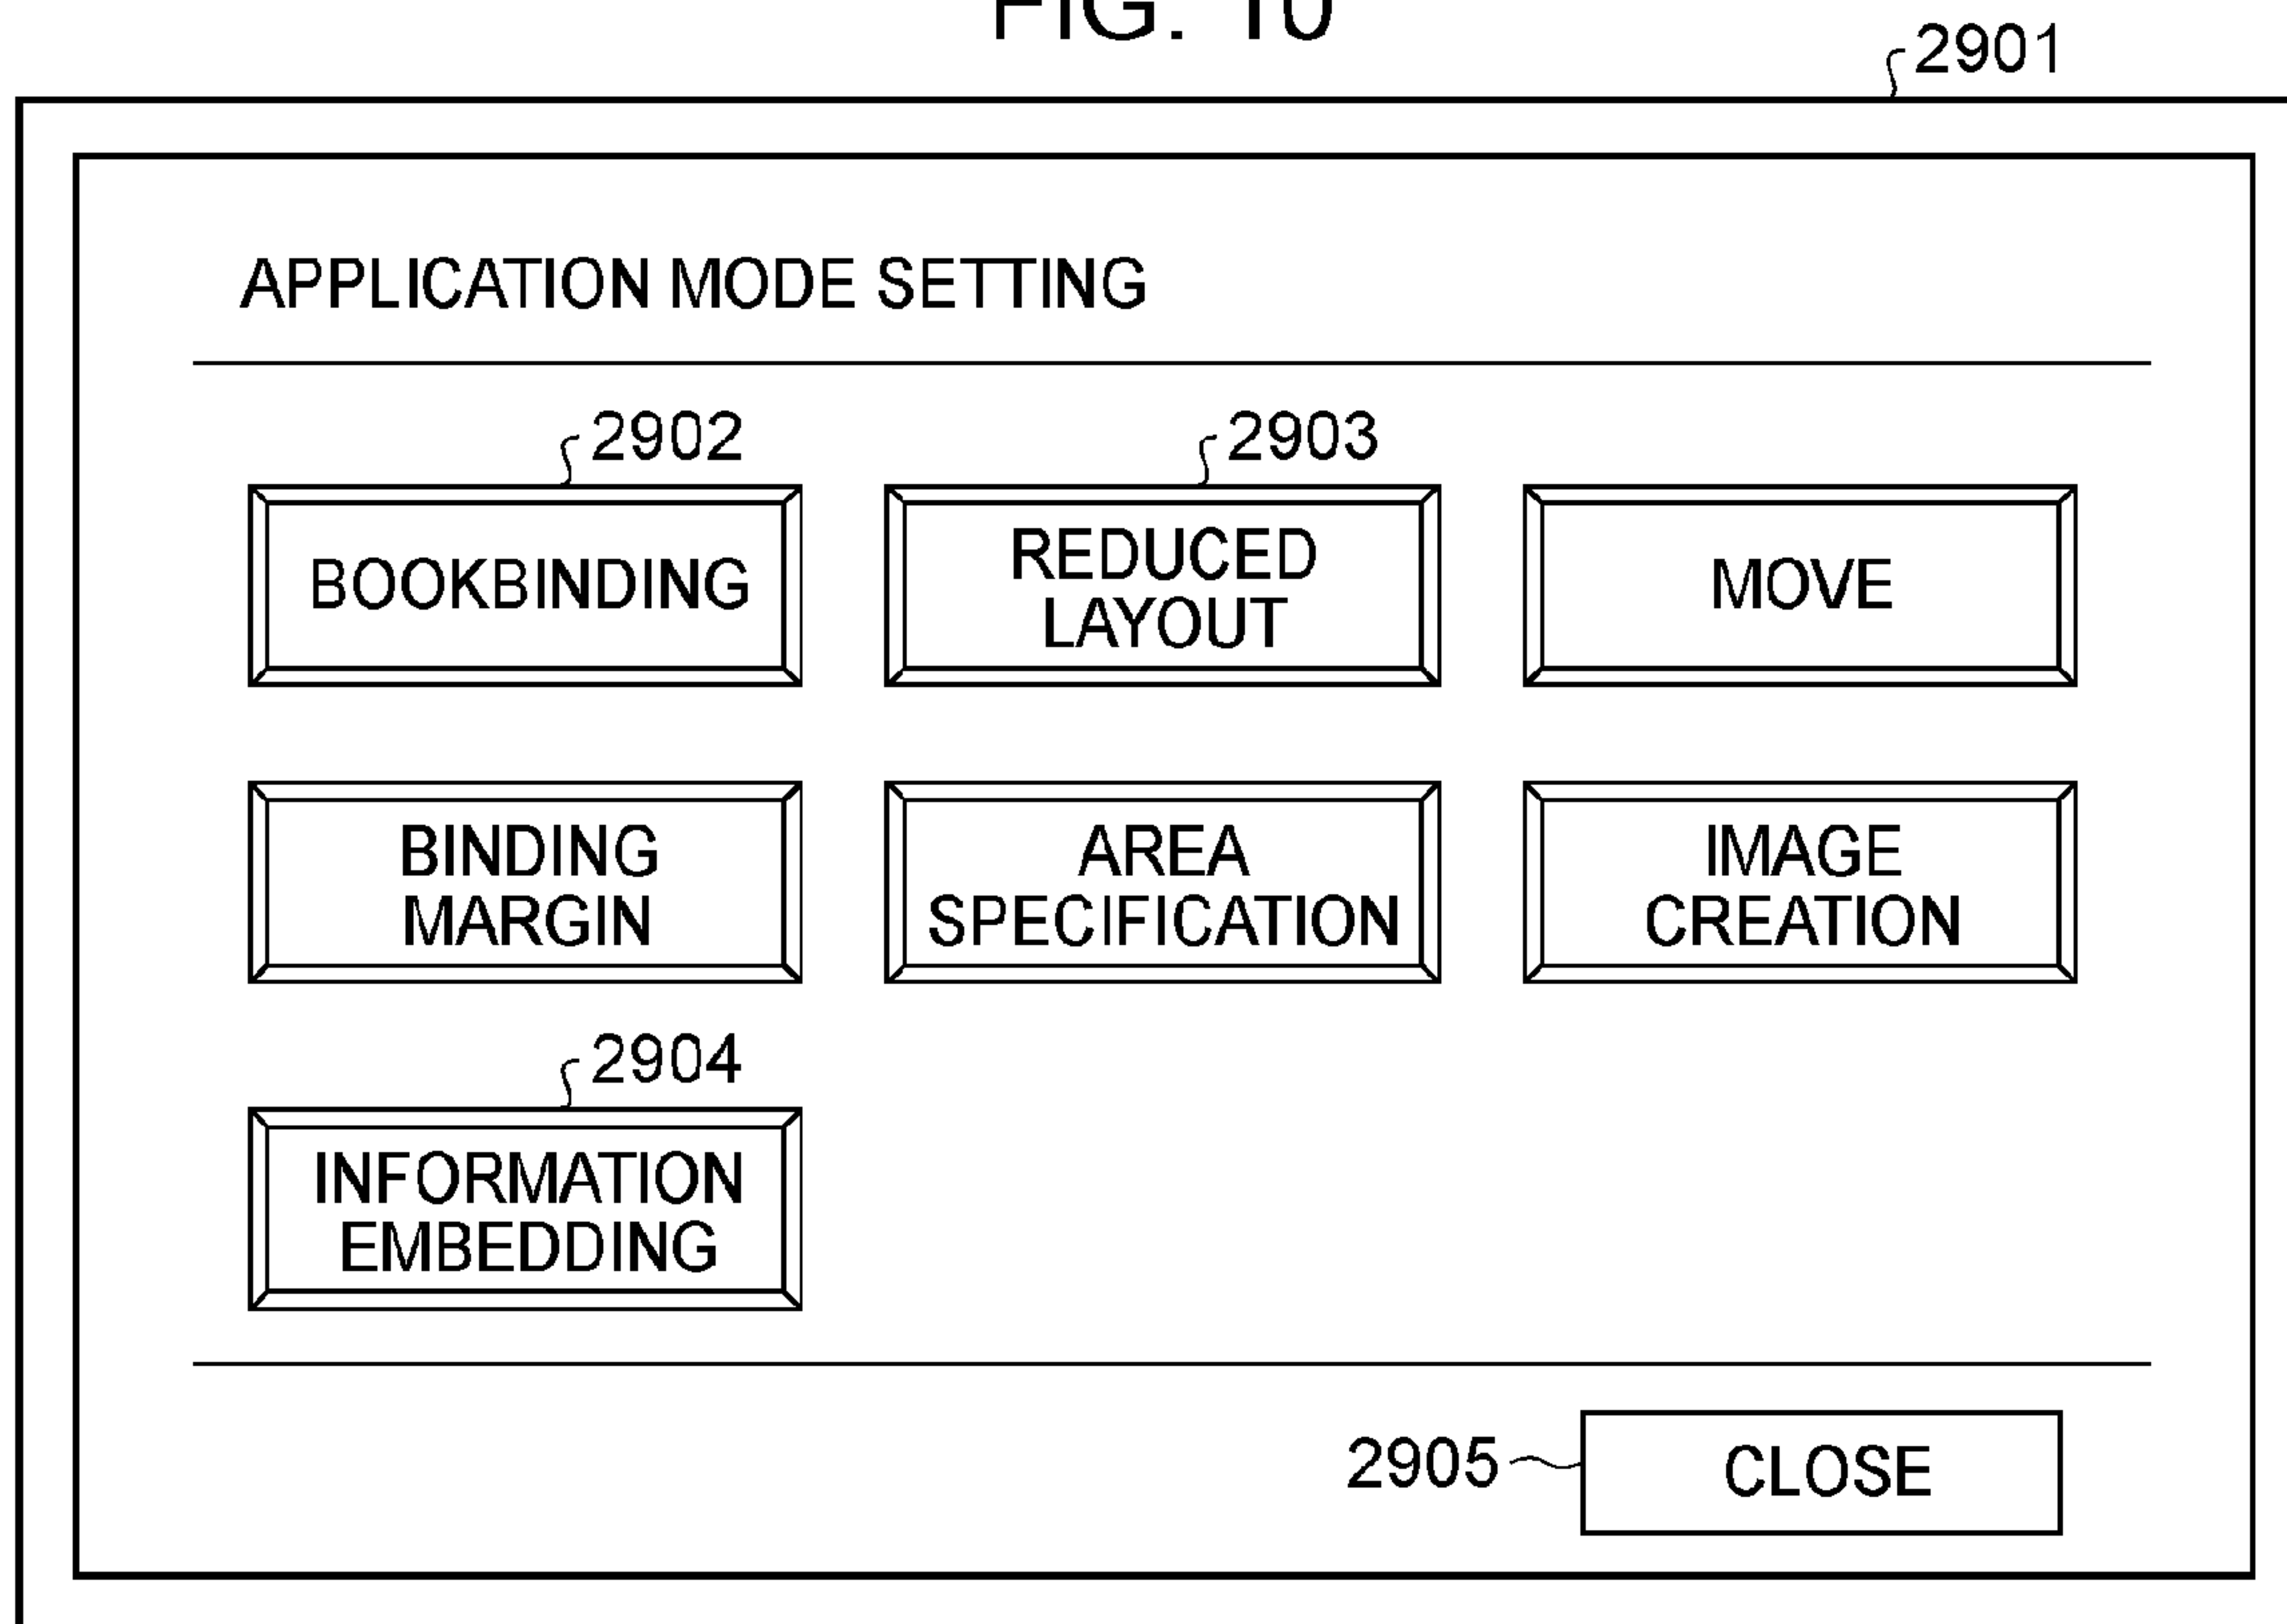 FIG. 10
2901
APPLICATION MODE SETTING
2902
2903
BOOKBINDING
REDUCED
LAYOUT
MOVE
BINDING
MARGIN
AREA
SPECIFICATION
IMAGE
CREATION
2904
INFORMATION
EMBEDDING
2905
CLOSE